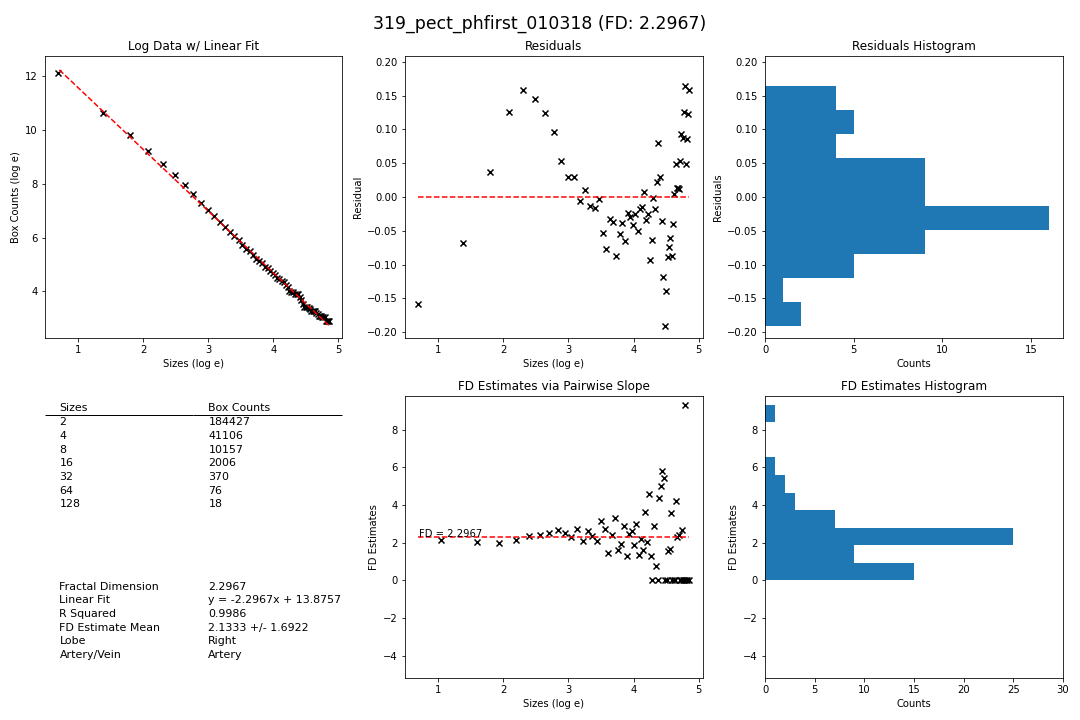 319_pect_phfirst_010318 (FD: 2.2967)
Log Data w/ Linear Fit
12
10
8
6
4
Box Counts (log e)
1 2 3 4 5
Sizes (log e)
Residuals
0.20
0.15
0.10
0.05
0.00
−0.05
−0.10
−0.15
−0.20
Residual
1 2 3 4 5
Sizes (log e)
Residuals Histogram
0.20
0.15
0.10
0.05
0.00
−0.05
−0.10
−0.15
−0.20
Residuals
0 5 10 15
Counts
Sizes Box Counts
2 184427
4 41106
8 10157
16 2006
32 370
64 76
128 18
Fractal Dimension 2.2967
Linear Fit y = -2.2967x + 13.8757
R Squared 0.9986
FD Estimate Mean 2.1333 +/- 1.6922
Lobe Right
Artery/Vein Artery
FD Estimates via Pairwise Slope
8
6
4
2
0
−2
−4
FD Estimates
FD = 2.2967
1 2 3 4 5
Sizes (log e)
FD Estimates Histogram
8
6
4
2
0
−2
−4
FD Estimates
0 5 10 15 20 25 30
Counts